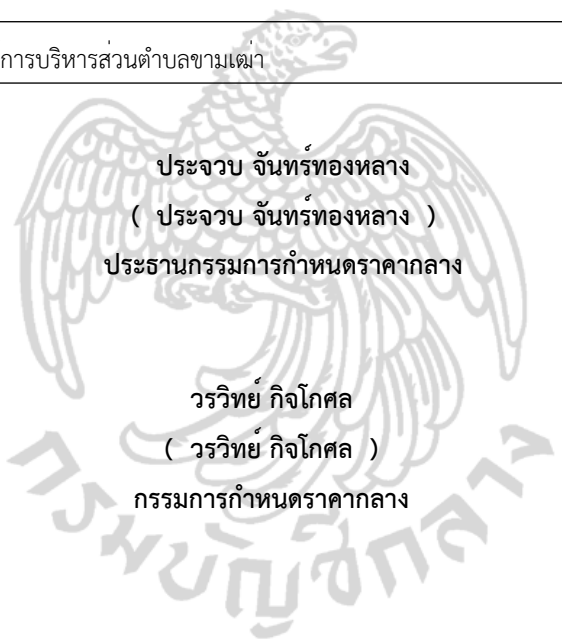 การบริหารส่วนตำบลขามเฒ่า
ประจวบ จันทร์ทองหลาง
( ประจวบ จันทร์ทองหลาง )
ประธานกรรมการกำหนดราคากลาง
วรวิทย์ กิจโกศล
( วรวิทย์ กิจโกศล )
กรรมการกำหนดราคากลาง
กรมบัญชีกลาง